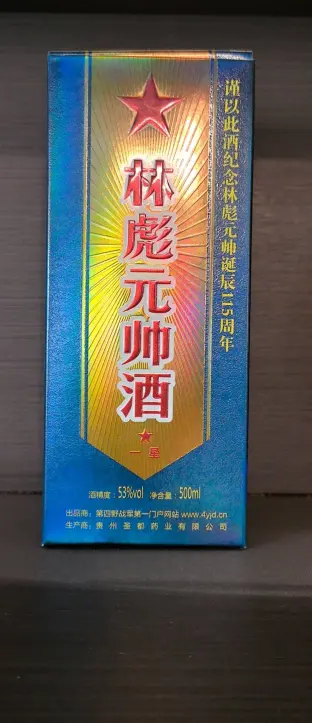 谨以此酒纪念林彪元帅诞辰115周年
林彪元帅酒
一星
酒精度：53%vol 净含量：500ml
出品商：第四野战军第一门户网站 www.4yjd.cn
生产商：贵州圣都药业有限公司